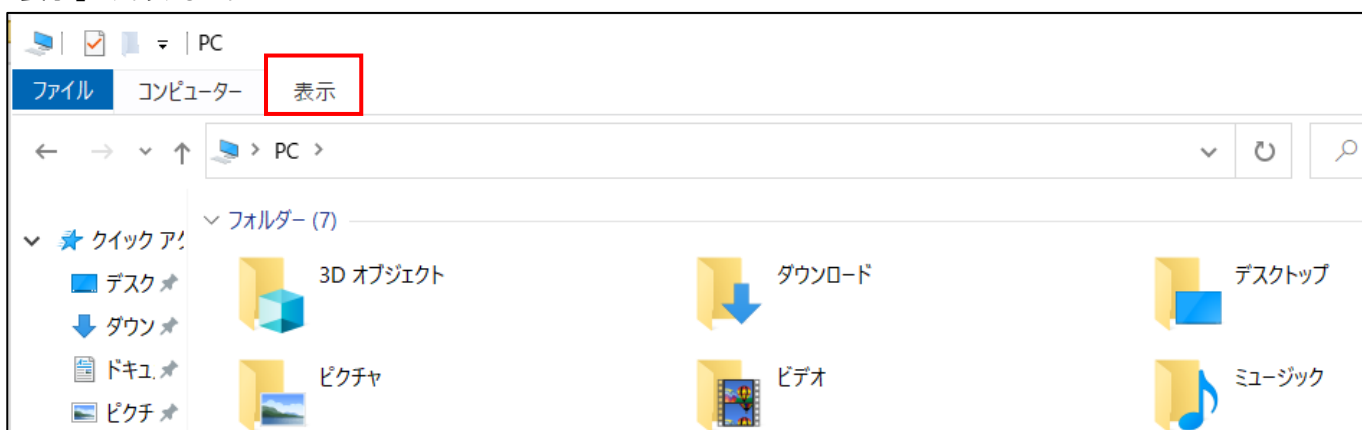 PC
ファイル コンピューター 表示
PC
フォルダー (7)
クイック アク
3D オブジェクト ダウンロード デスクトップ
デスク
ダウン
ドキュ
ピクチャ ビデオ ミュージック
ピクチ